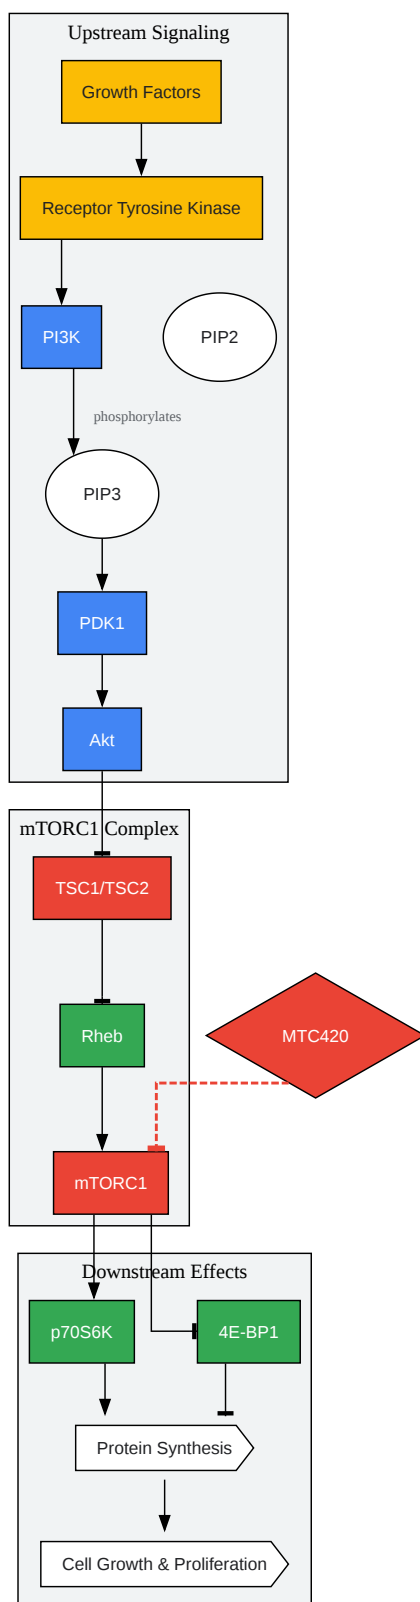 Upstream Signaling
Growth Factors
Receptor Tyrosine Kinase
PI3K
PIP2
phosphorylates
PIP3
PDK1
Akt
mTORC1 Complex
TSC1/TSC2
Rheb
MTC420
mTORC1
Downstream Effects
p70S6K
4E-BP1
Protein Synthesis
Cell Growth & Proliferation